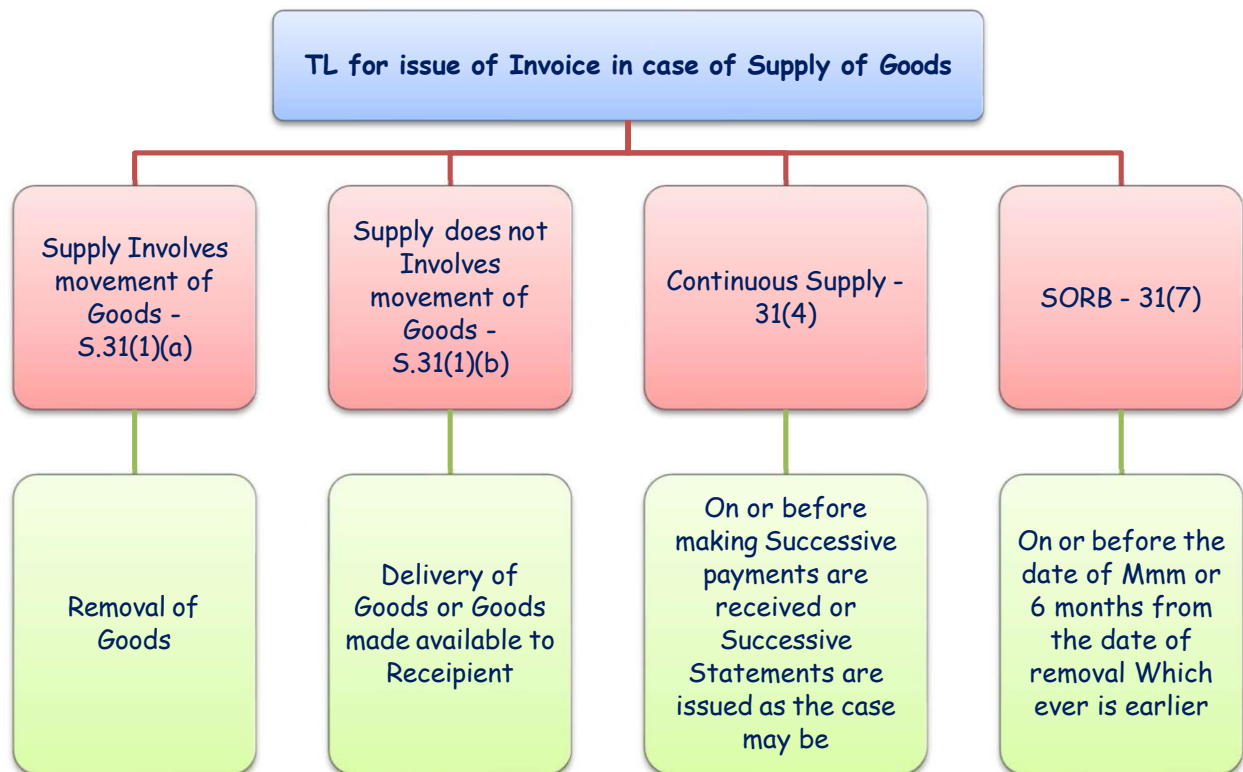 TL for issue of Invoice in case of Supply of Goods
Supply Involves
movement of
Goods -
S.31(1)(a)
Supply does not
Involves
movement of
Goods -
S.31(1)(b)
Continuous Supply -
31(4)
SORB - 31(7)
Removal of
Goods
Delivery of
Goods or Goods
made available to
Receipient
On or before
making Successive
payments are
received or
Successive
Statements are
issued as the case
may be
On or before the
date of Mmm or
6 months from
the date of
removal Which
ever is earlier